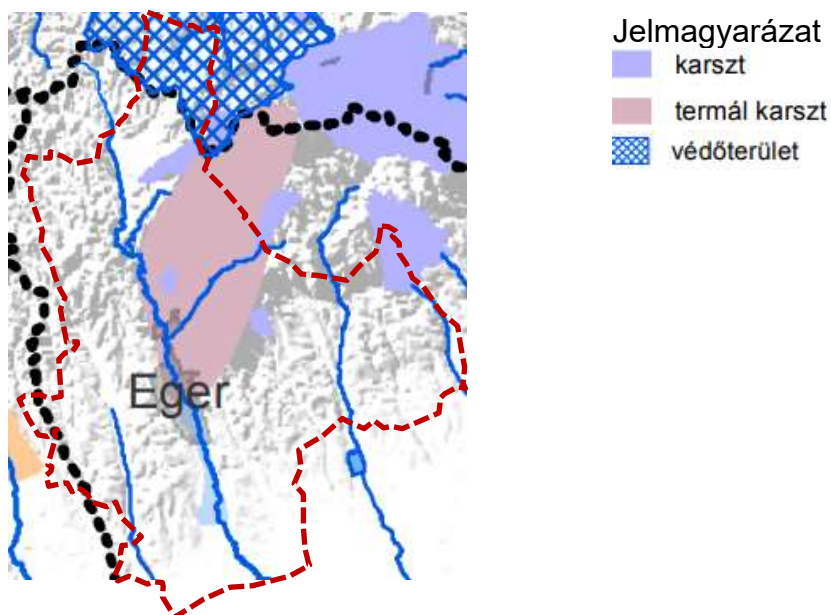 Jelmagyarázat
karszt
termál karszt
védőterület
Eger